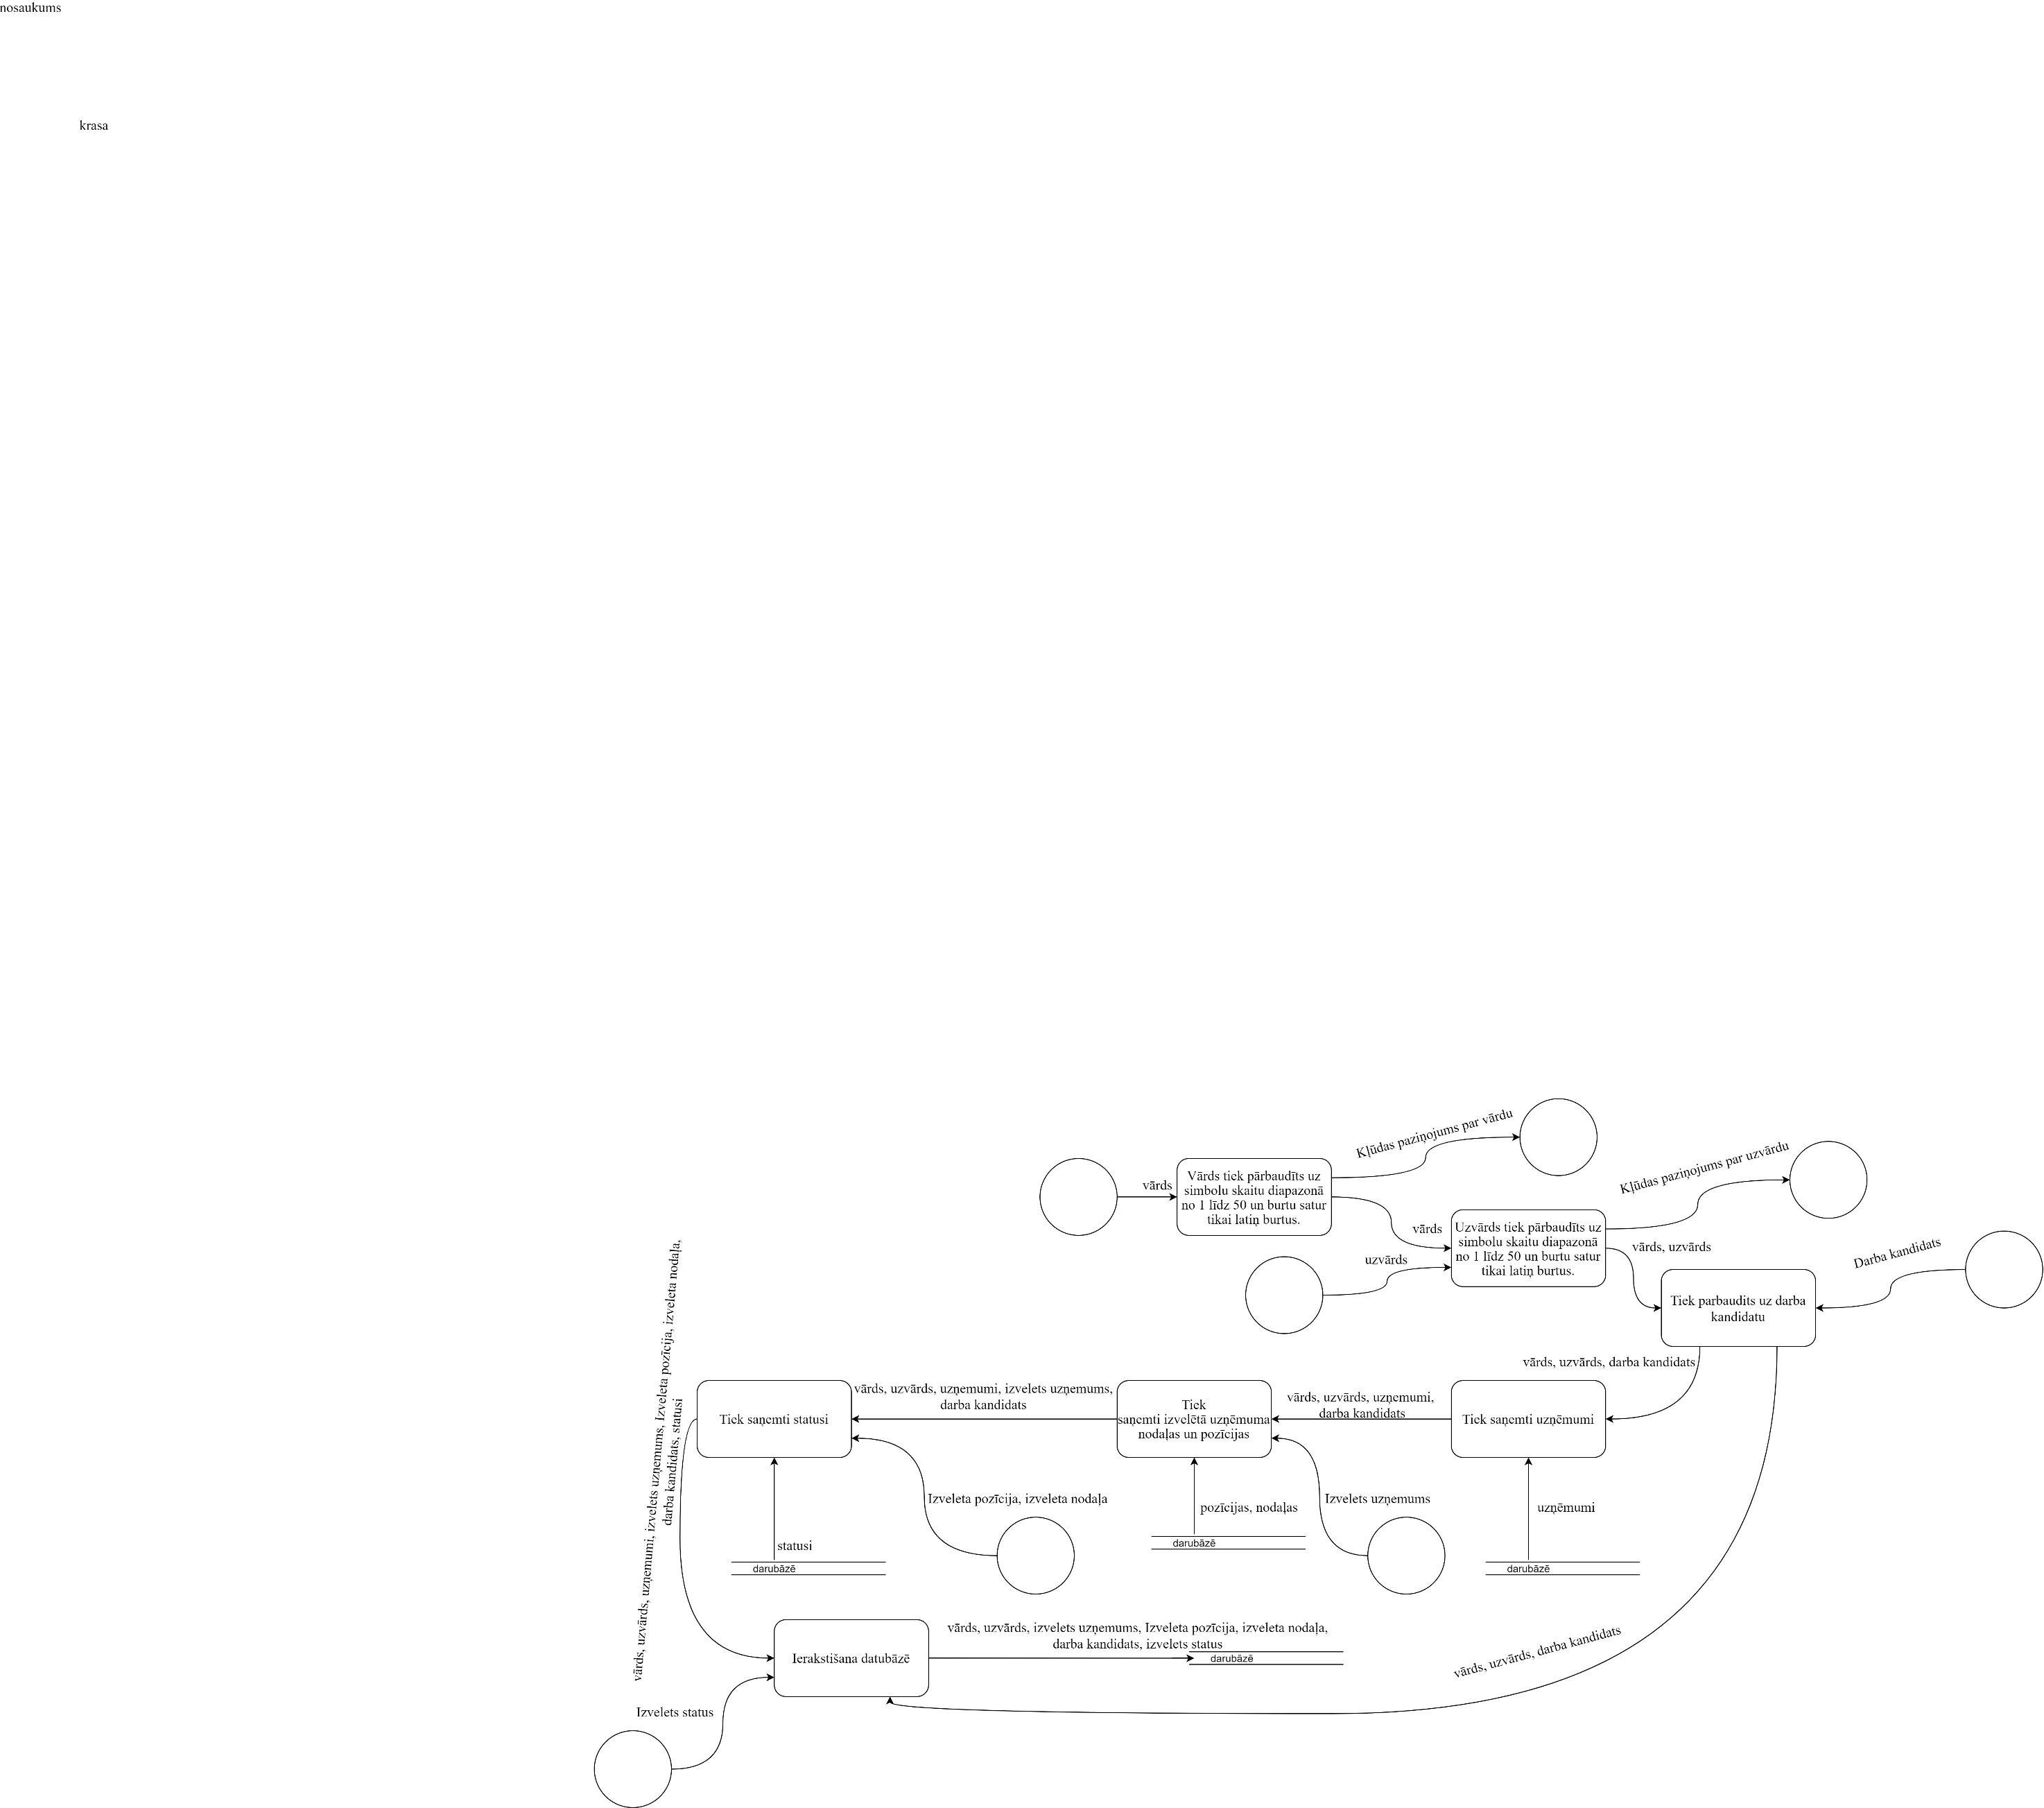 nosaukums
krasa
Kļūdas paziņojums par vārdu
Kļūdas paziņojums par uzvārdu
vārds
Vārds tiek pārbaudīts uz
simbolu skaitu diapazonā
no 1 līdz 50 un burtu satur
tikai latiņ burtus.
vārds
uzvārds
Uzvārds tiek pārbaudīts uz
simbolu skaitu diapazonā
no 1 līdz 50 un burtu satur
tikai latiņ burtus.
vārds, uzvārds
Darba kandidats
Tiek parbaudits uz darba
kandidatu
vārds, uzvārds, darba kandidats
vārds, uzvārds, uzņemumi, izvelets uzņemums, Izveleta pozīcija, izveleta nodaļa,
darba kandidats, statusi
Tiek saņemti statusi
vārds, uzvārds, uzņemumi, izvelets uzņemums,
darba kandidats
Tiek
saņemti izvelētā uzņēmuma
nodaļas un pozīcijas
vārds, uzvārds, uzņemumi,
darba kandidats
Tiek saņemti uzņēmumi
Izveleta pozīcija, izveleta nodaļa
pozīcijas, nodaļas
Izvelets uzņemums
uzņēmumi
statusi
darubāzē
darubāzē
darubāzē
Ierakstišana datubāzē
vārds, uzvārds, izvelets uzņemums, Izveleta pozīcija, izveleta nodaļa,
darba kandidats, izvelets status
darubāzē
vārds, uzvārds, darba kandidats
Izvelets status